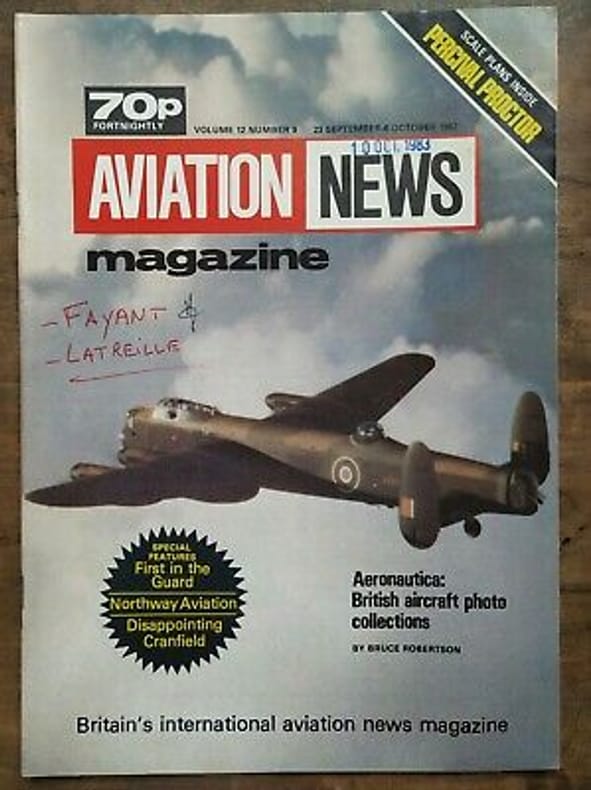 SCALE PLANS INSIDE
PERCIVAL PROCTOR
70p
FORTNIGHTLY
VOLUME 12 NUMBER 9 23 SEPTEMBER-6 OCTOBER 1983
10 OCT. 1983
AVIATION NEWS
magazine
- FAYANT &
- LATREILLE
SPECIAL
FEATURES
First in the
Guard
Northway Aviation
Disappointing
Cranfield
Aeronautica:
British aircraft photo
collections
BY BRUCE ROBERTSON
Britain's international aviation news magazine